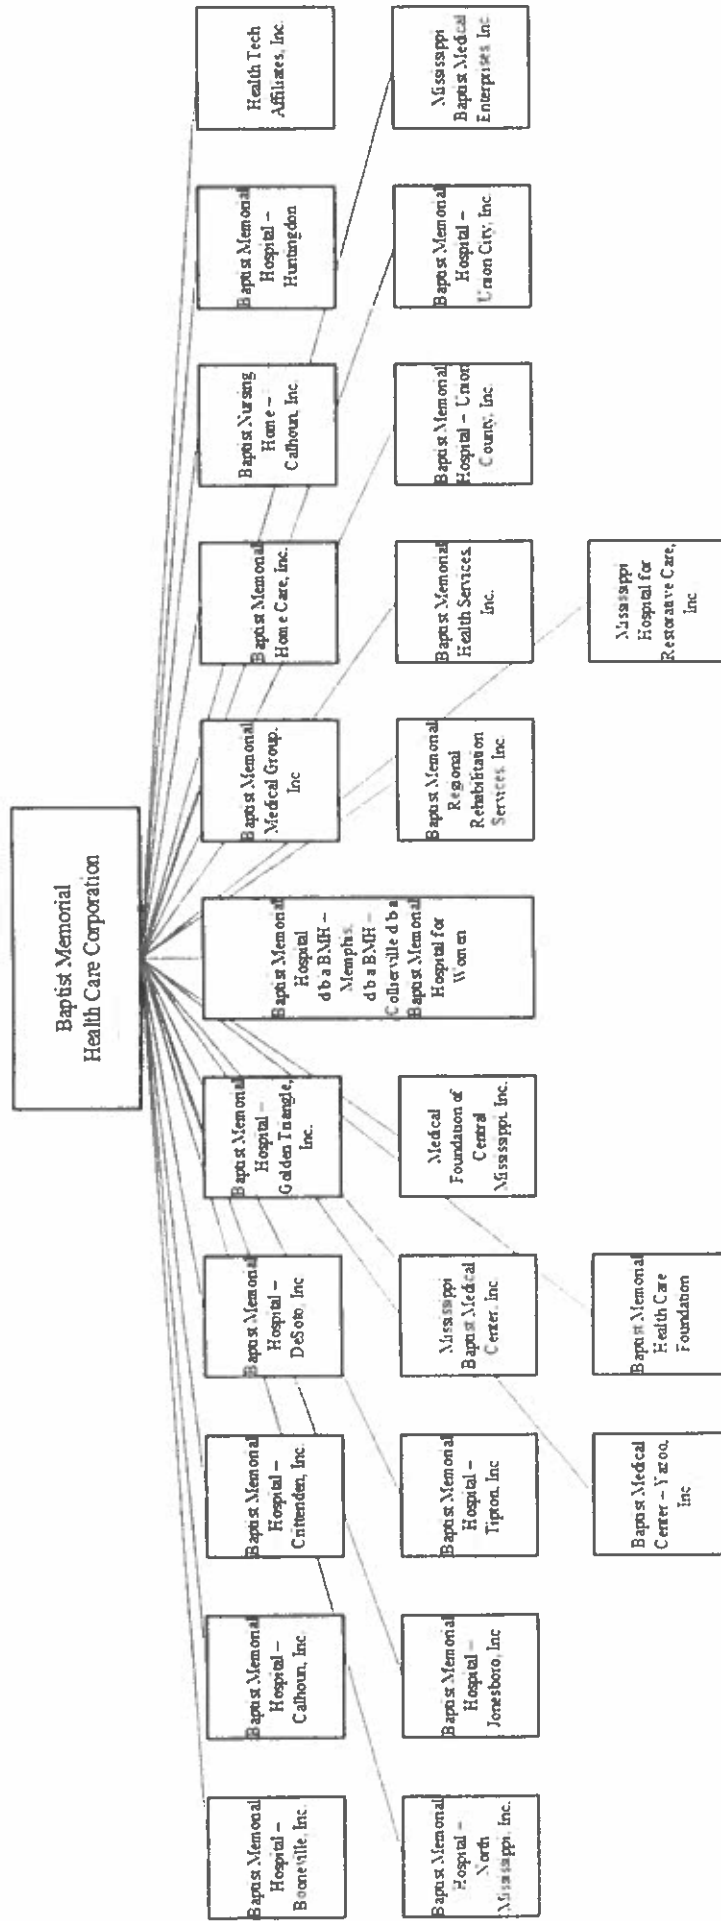 Baptist Memorial
Health Care Corporation
Baptist Memorial
Hospital –
Booneville, Inc.
Baptist Memorial
Hospital –
Calhoun, Inc.
Baptist Memorial
Hospital –
Crittenden, Inc.
Baptist Memorial
Hospital –
DeSoto, Inc
Baptist Memorial
Hospital –
Golden Triangle,
Inc.
Baptist Memorial
Hospital
d b a BMH –
Memphis,
d b a BMH –
Collierville d b a
Baptist Memorial
Hospital for
Women
Baptist Memorial
Medical Group,
Inc
Baptist Memorial
Home Care, Inc.
Baptist Nursing
Home –
Calhoun, Inc.
Baptist Memorial
Hospital –
Huntingdon
Health Tech
Affiliates, Inc.
Baptist Memorial
Hospital –
North
Mississippi, Inc.
Baptist Memorial
Hospital –
Jonesboro, Inc
Baptist Memorial
Hospital –
Tipton, Inc
Mississippi
Baptist Medical
Center, Inc.
Medical
Foundation of
Central
Mississippi, Inc.
Baptist Memorial
Regional
Rehabilitation
Services, Inc.
Baptist Memorial
Health Services,
Inc.
Baptist Memorial
Hospital – Union
County, Inc.
Baptist Memorial
Hospital –
Union City, Inc.
Mississippi
Baptist Medical
Enterprises, Inc
Baptist Medical
Center – Yazoo,
Inc
Baptist Memorial
Health Care
Foundation
Mississippi
Hospital for
Restorative Care,
Inc